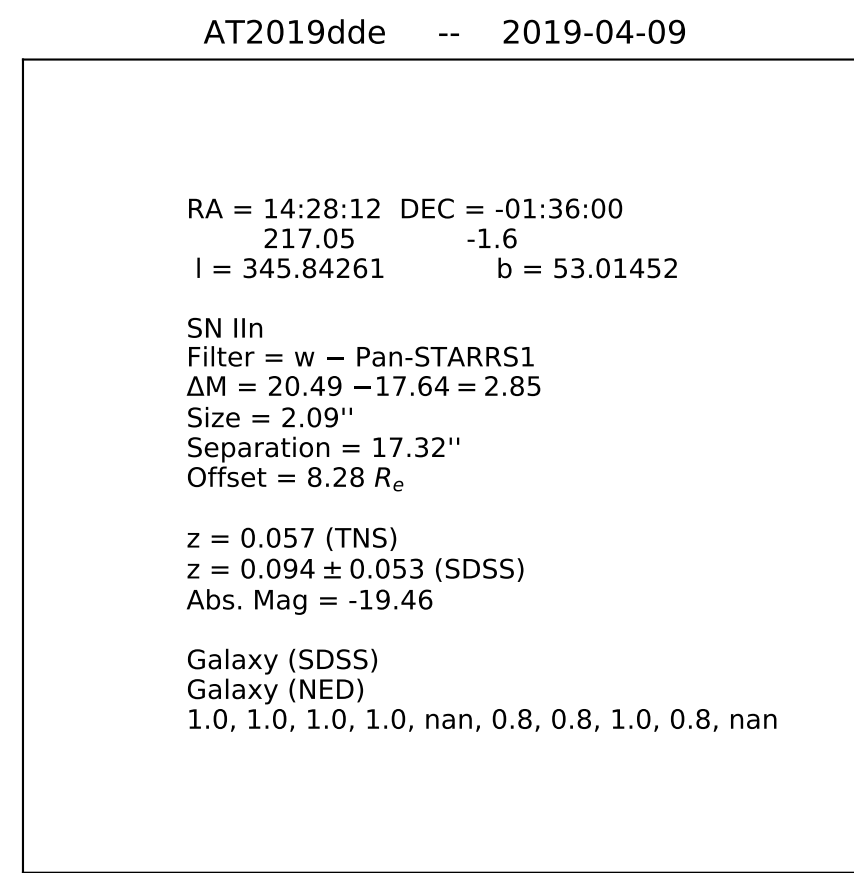 AT2019dde -- 2019-04-09
RA = 14:28:12 DEC = -01:36:00
217.05 -1.6
l = 345.84261 b = 53.01452
SN IIn
Filter = w − Pan-STARRS1
ΔM = 20.49 −17.64 = 2.85
Size = 2.09''
Separation = 17.32''
Offset = 8.28 Rₑ
z = 0.057 (TNS)
z = 0.094 ± 0.053 (SDSS)
Abs. Mag = -19.46
Galaxy (SDSS)
Galaxy (NED)
1.0, 1.0, 1.0, 1.0, nan, 0.8, 0.8, 1.0, 0.8, nan